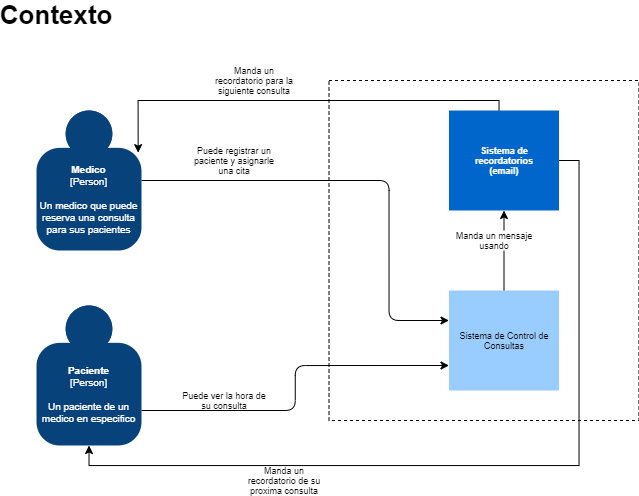 Contexto
Manda un
recordatorio para la
siguiente consulta
Medico
[Person]
Un medico que puede
reserva una consulta
para sus pacientes
Puede registrar un
paciente y asignarle
una cita
Sistema de
recordatorios
(email)
Manda un mensaje
usando
Sistema de Control de
Consultas
Paciente
[Person]
Un paciente de un
medico en especifico
Puede ver la hora de
su consulta
Manda un
recordatorio de su
proxima consulta